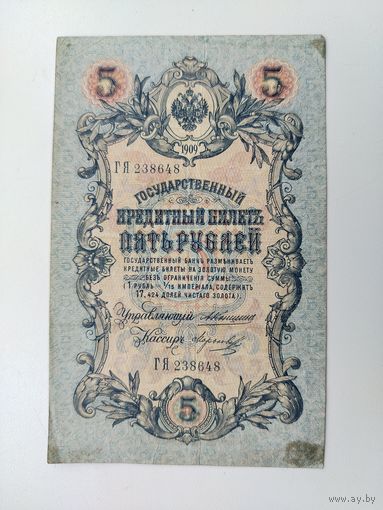 5 5
1909
ГЯ 238648
ГОСУДАРСТВЕННЫЙ
КРЕДИТНЫЙ БИЛЕТЪ
ПЯТЬ РУБЛЕЙ
ГОСУДАРСТВЕННЫЙ БАНКЪ РАЗМѢНИВАЕТЪ
КРЕДИТНЫЕ БИЛЕТЫ НА ЗОЛОТУЮ МОНЕТУ
БЕЗЪ ОГРАНИЧЕНІЯ СУММЫ
(1 РУБЛЬ = 1/15 ИМПЕРІАЛА, СОДЕРЖИТЪ
17,424 ДОЛЕЙ ЧИСТАГО ЗОЛОТА).
Управляющій
Кассиръ
ГЯ 238648
5
www.ay.by